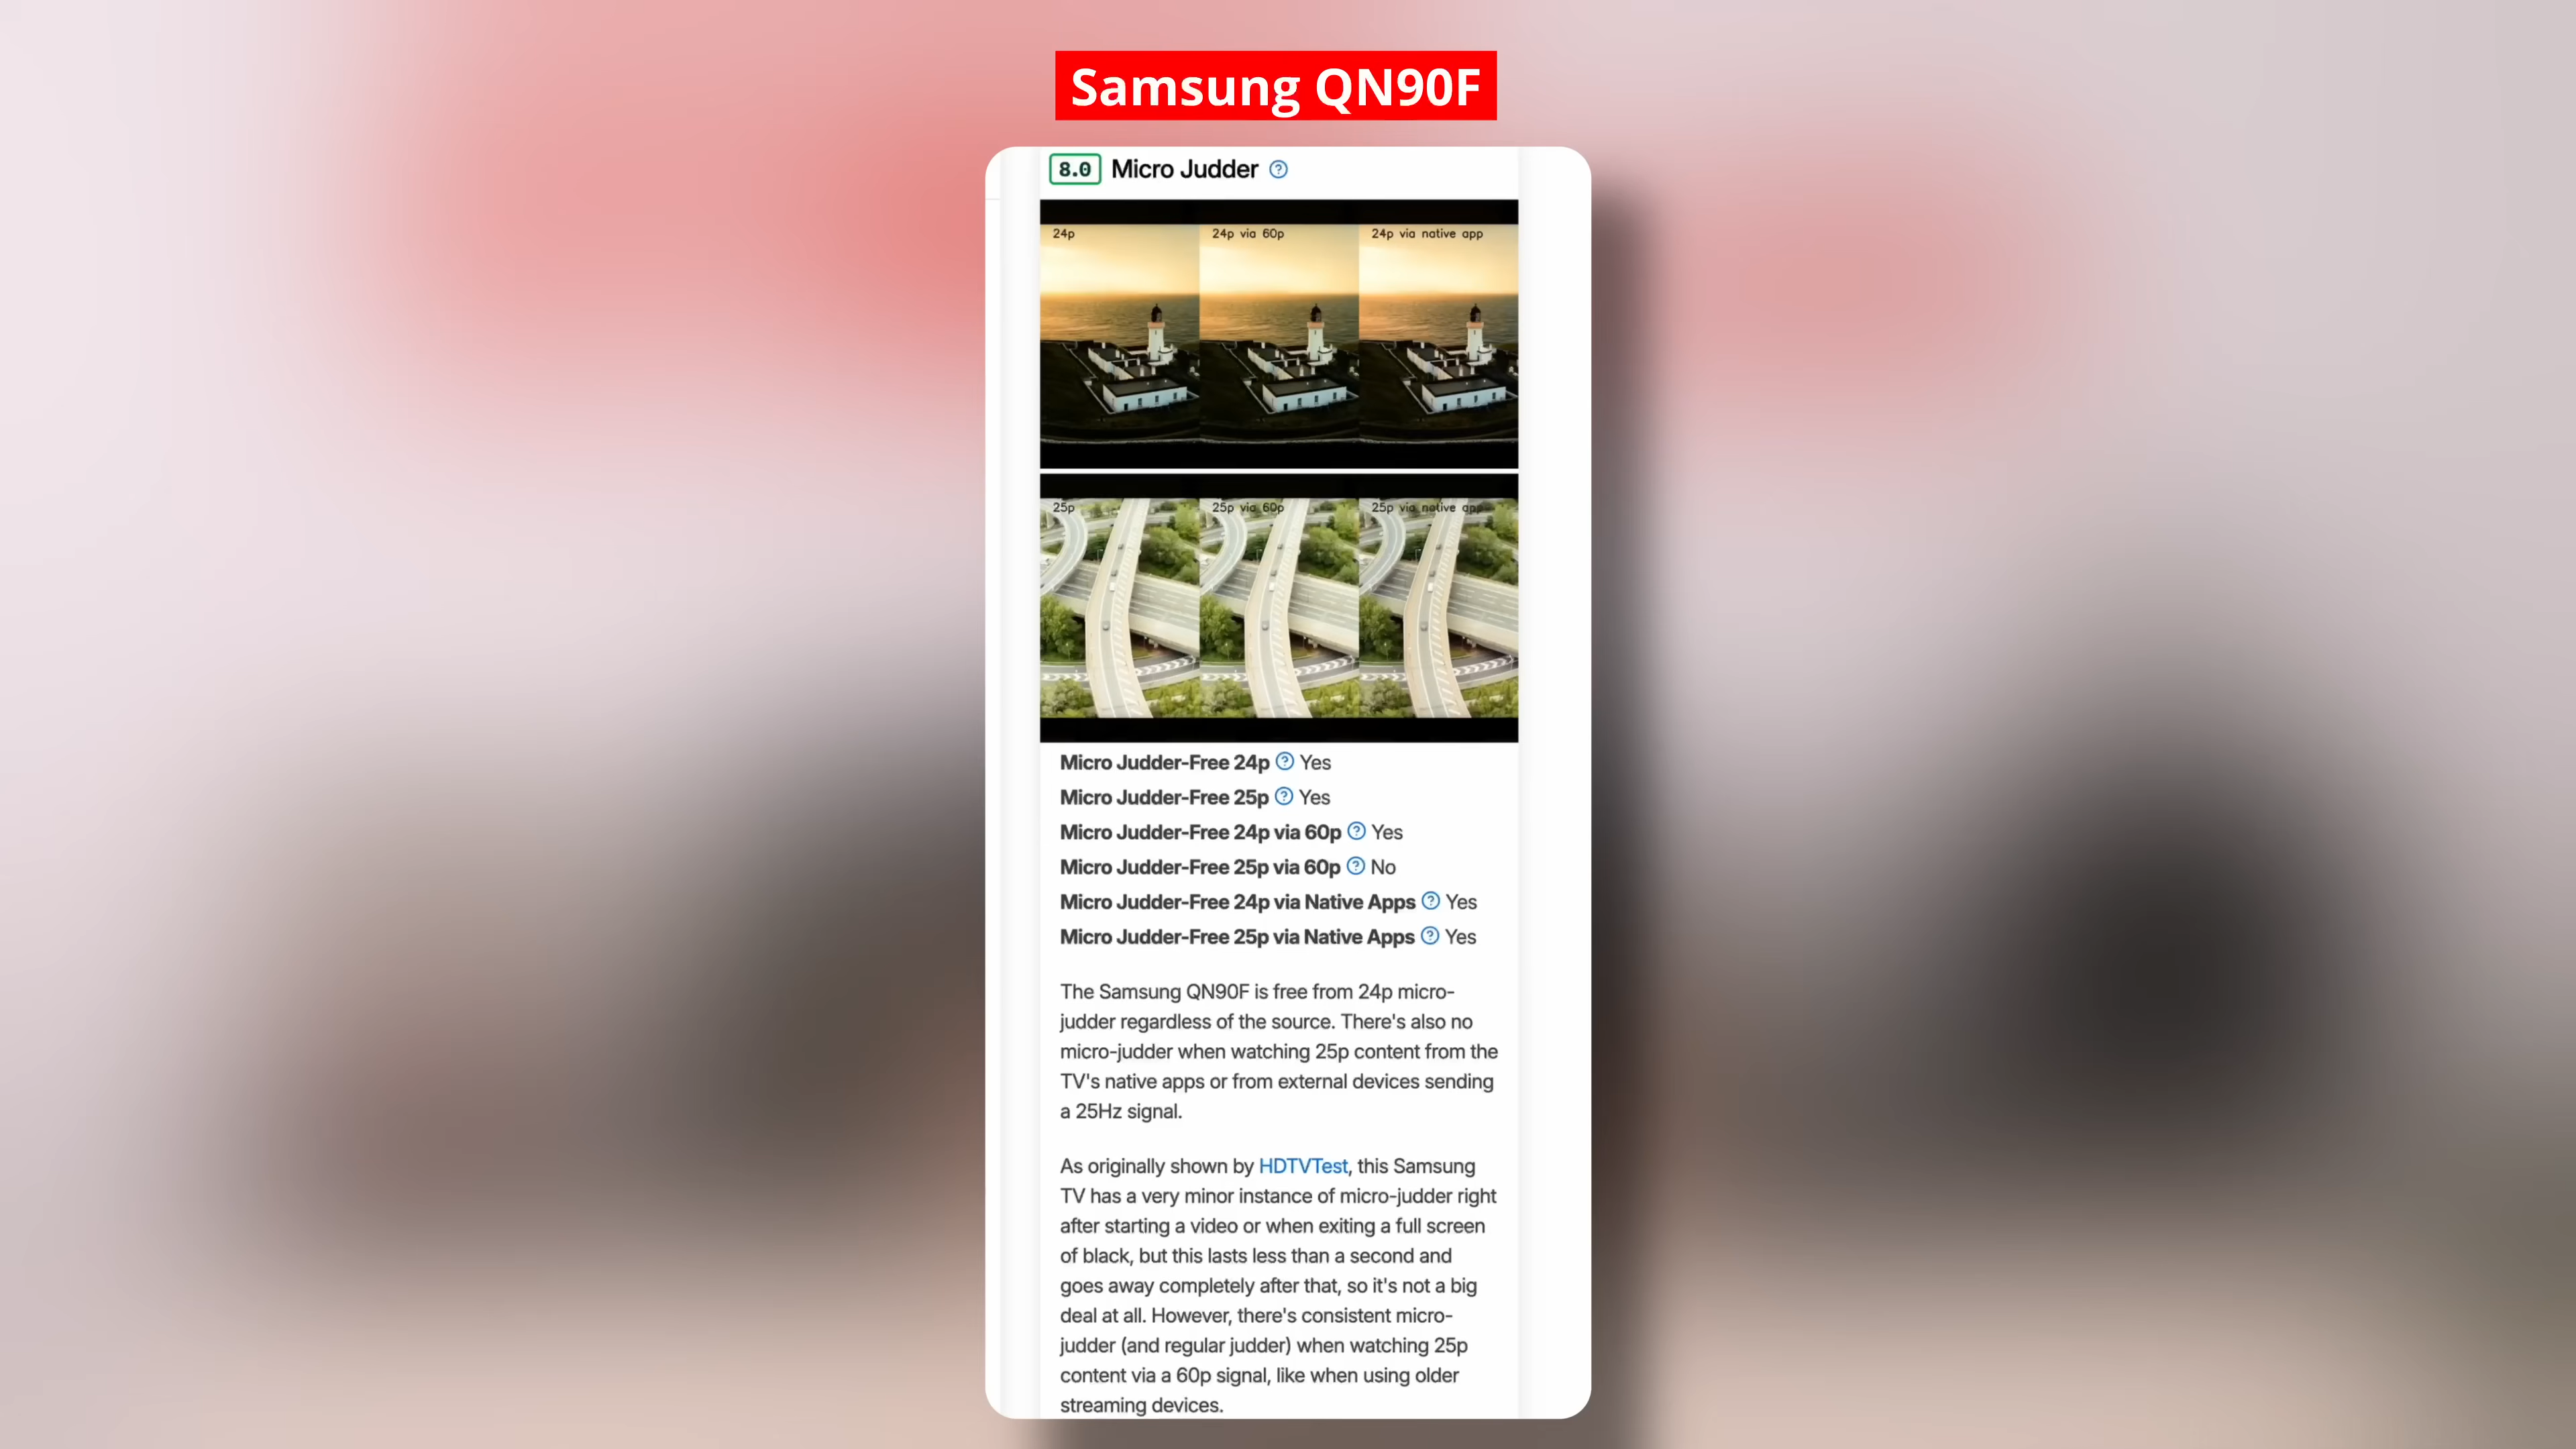 Samsung QN90F
8.0 Micro Judder ?
24p 24p via 60p 24p via native app
25p 25p via 60p 25p via native app
Micro Judder-Free 24p ? Yes
Micro Judder-Free 25p ? Yes
Micro Judder-Free 24p via 60p ? Yes
Micro Judder-Free 25p via 60p ? No
Micro Judder-Free 24p via Native Apps ? Yes
Micro Judder-Free 25p via Native Apps ? Yes
The Samsung QN90F is free from 24p micro-
judder regardless of the source. There's also no
micro-judder when watching 25p content from the
TV's native apps or from external devices sending
a 25Hz signal.
As originally shown by HDTVTest, this Samsung
TV has a very minor instance of micro-judder right
after starting a video or when exiting a full screen
of black, but this lasts less than a second and
goes away completely after that, so it's not a big
deal at all. However, there's consistent micro-
judder (and regular judder) when watching 25p
content via a 60p signal, like when using older
streaming devices.